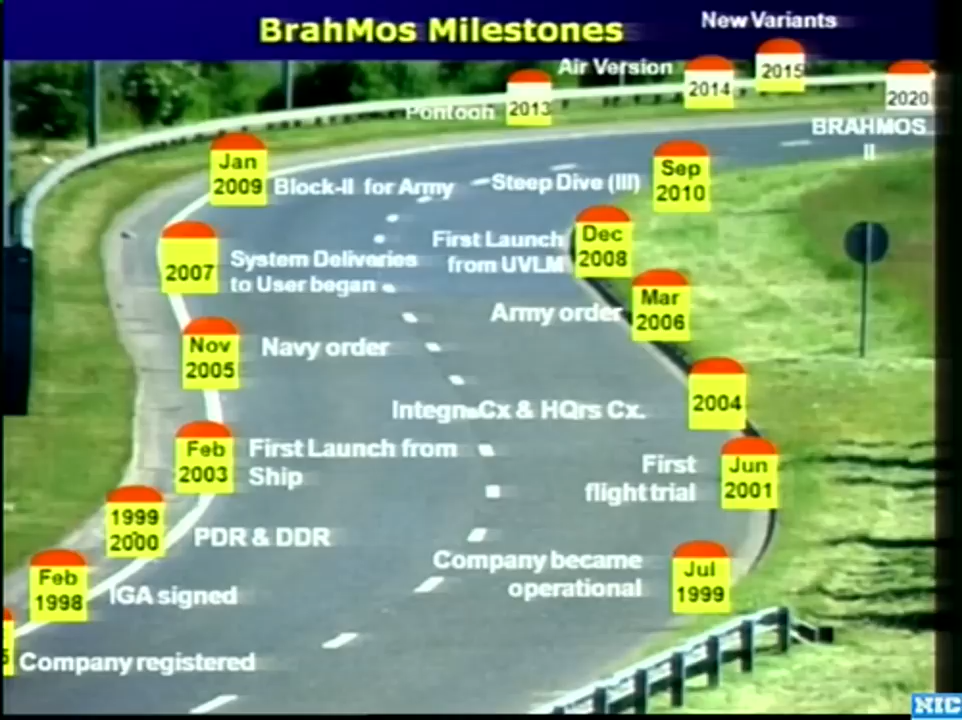 BrahMos Milestones
New Variants
Air Version
2015
2014
2013
Pontoon
2020
BRAHMOS
II
Jan
2009
Block-II for Army
Steep Dive (III)
Sep
2010
2007
System Deliveries
to User began
First Launch
from UVLM
Dec
2008
Army order
Mar
2006
Nov
2005
Navy order
Integn Cx & HQrs Cx.
2004
Feb
2003
First Launch from
Ship
First
flight trial
Jun
2001
1999
2000
PDR & DDR
Company became
operational
Jul
1999
Feb
1998
IGA signed
Company registered
NIC